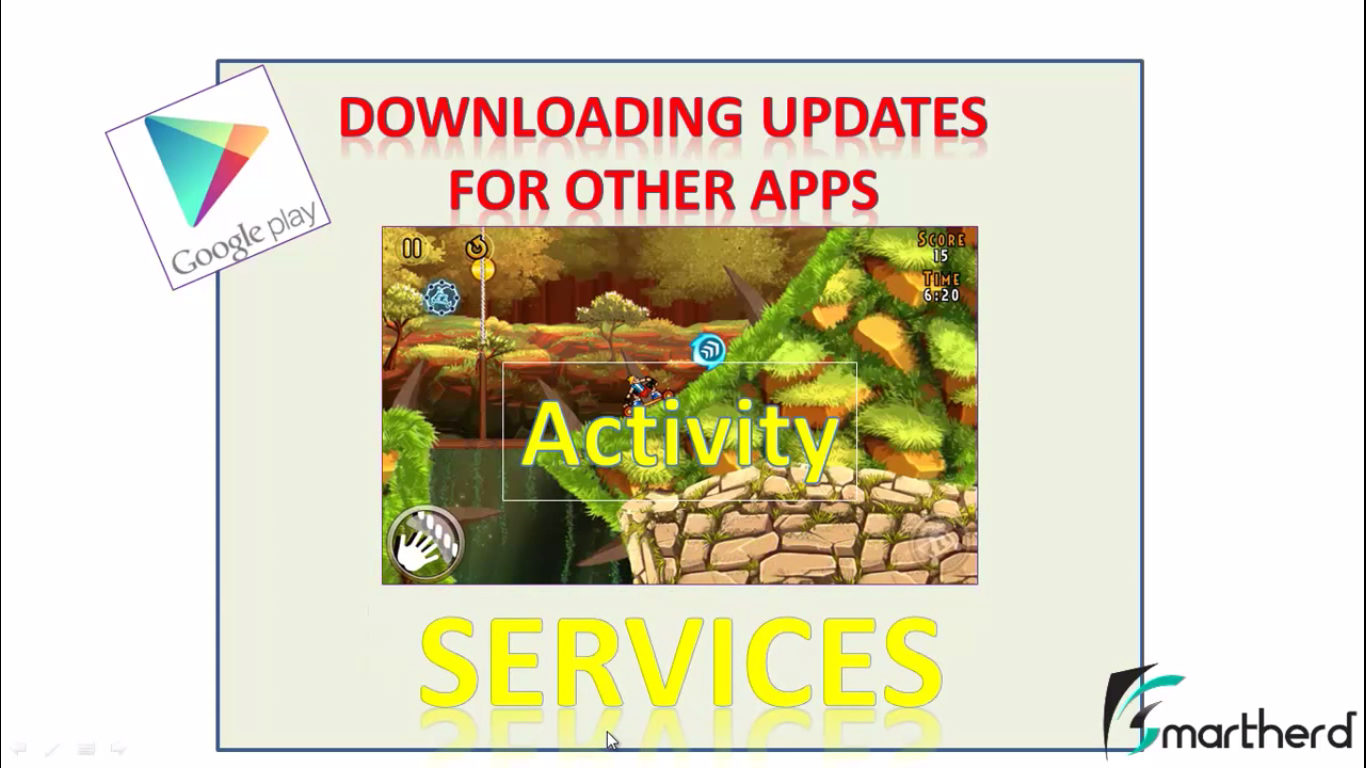 DOWNLOADING UPDATES
FOR OTHER APPS
Google play
SCORE
15
TIME
6:20
Activity
SERVICES
Smartherd